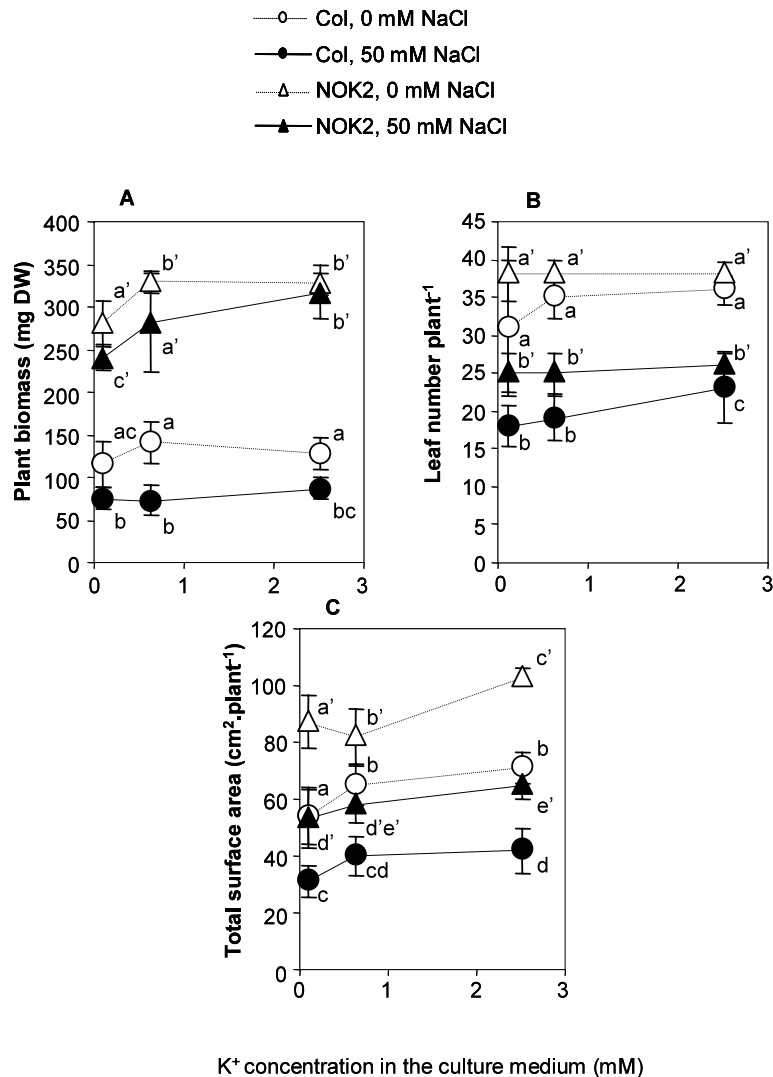 Col, 0 mM NaCl
Col, 50 mM NaCl
NOK2, 0 mM NaCl
NOK2, 50 mM NaCl
A
Plant biomass (mg DW)
400
350
300
250
200
150
100
50
0
0 1 2 3
a’ b’ b’
c’ a’ b’
ac a a
b b bc
B
Leaf number plant⁻¹
45
40
35
30
25
20
15
10
5
0
0 1 2 3
a’ a’ a’
a a a
b’ b’ b’
b b c
C
Total surface area (cm².plant⁻¹)
120
100
80
60
40
20
0
0 1 2 3
a’ b’ c’
a b b
d’ d’e’ e’
c cd d
K⁺ concentration in the culture medium (mM)